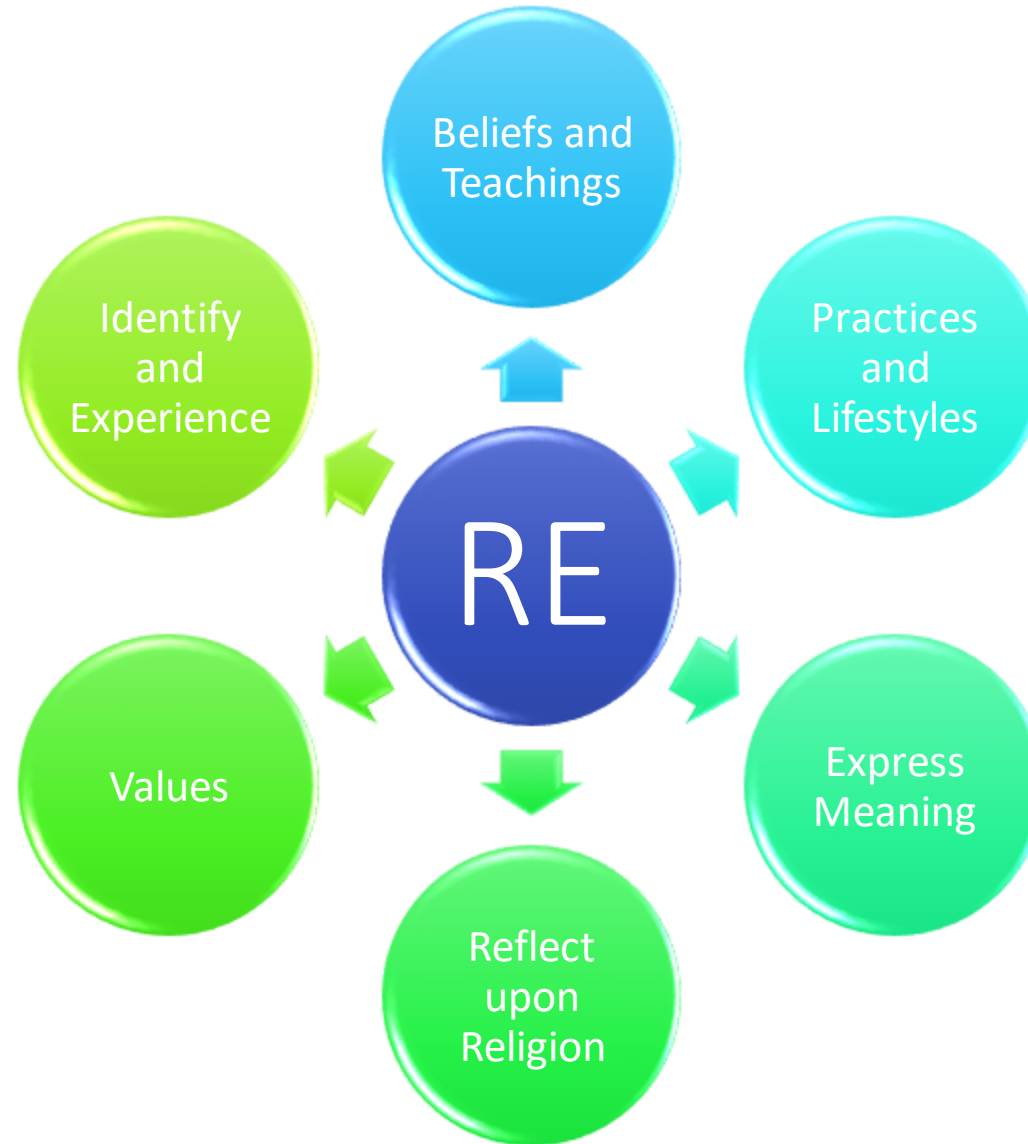 Beliefs and
Teachings
Identify
and
Experience
Practices
and
Lifestyles
RE
Values
Express
Meaning
Reflect
upon
Religion